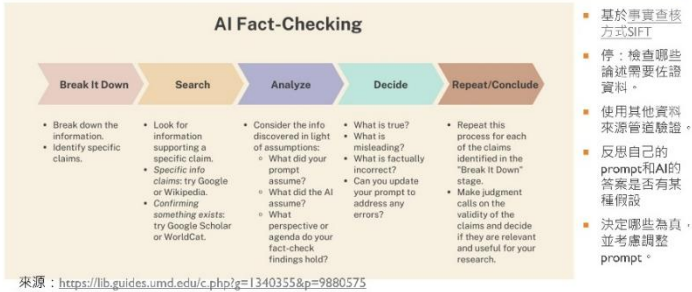 AI Fact-Checking
Break It Down
• Break down the
information.
• Identify specific
claims.
Search
• Look for
information
supporting a
specific claim.
• Specific info
claims: try Google
or Wikipedia.
• Confirming
something exists:
try Google Scholar
or WorldCat.
Analyze
• Consider the info
discovered in light
of assumptions:
◦ What did your
prompt
assume?
◦ What did the AI
assume?
◦ What
perspective or
agenda do your
fact-check
findings hold?
Decide
• What is true?
• What is
misleading?
• What is factually
incorrect?
• Can you update
your prompt to
address any
errors?
Repeat/Conclude
• Repeat this
process for each
of the claims
identified in the
"Break It Down"
stage.
• Make judgment
calls on the
validity of the
claims and decide
if they are relevant
and useful for your
research.
來源：https://lib.guides.umd.edu/c.php?g=1340355&p=9880575
▪ 基於事實查核
方式SIFT
▪ 停：檢查哪些
論述需要佐證
資料。
▪ 使用其他資料
來源管道驗證。
▪ 反思自己的
prompt和AI的
答案是否有某
種假設
▪ 決定哪些為真，
並考慮調整
prompt。